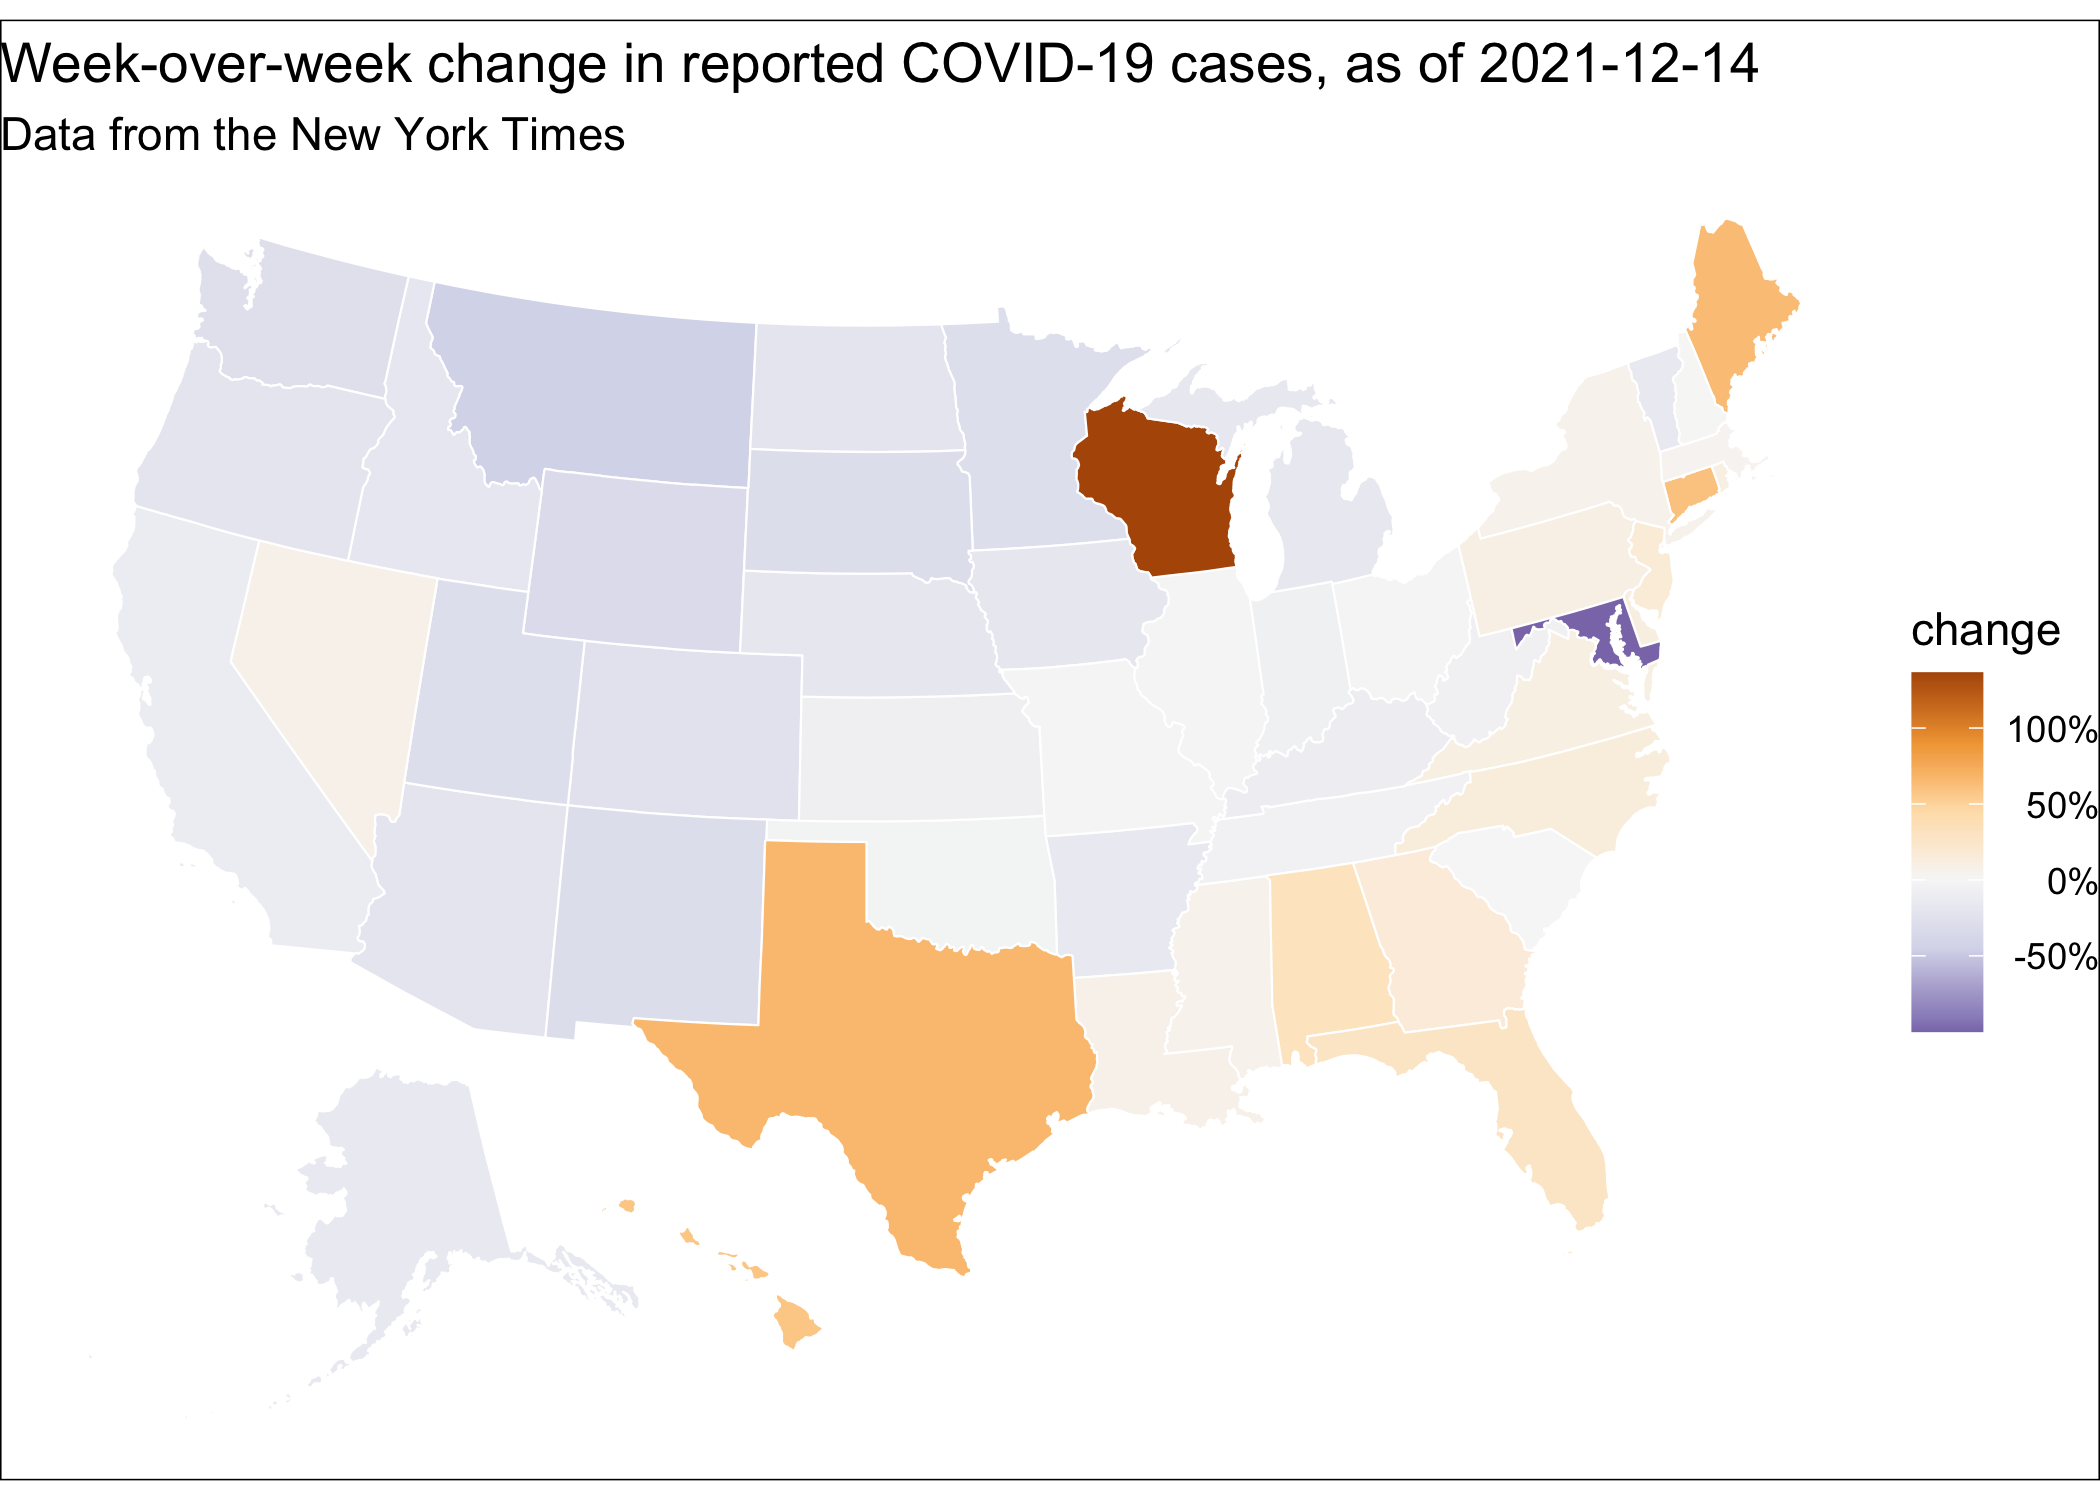 Week-over-week change in reported COVID-19 cases, as of 2021-12-14
Data from the New York Times
change
100%
50%
0%
-50%